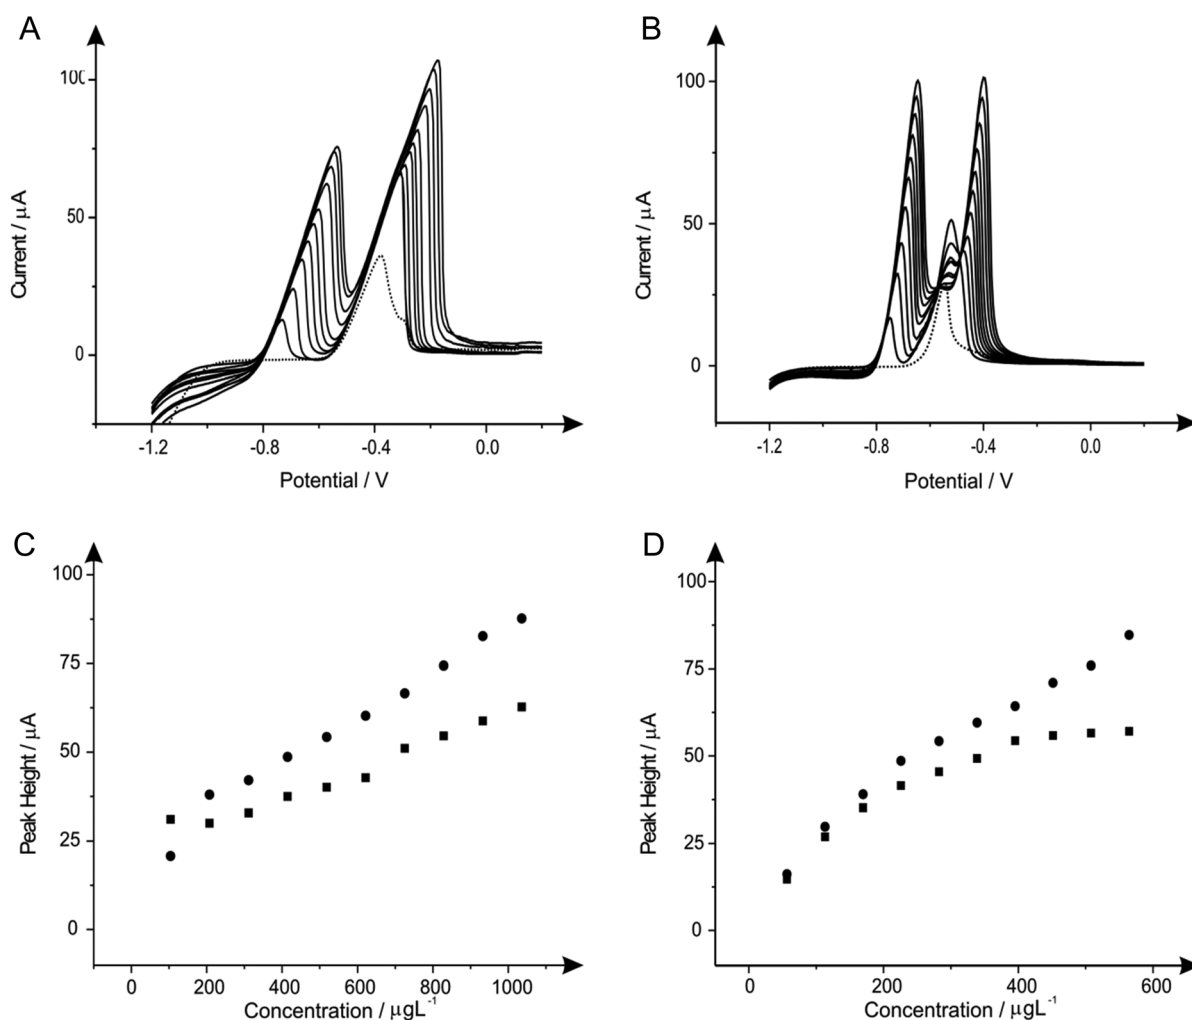 A
100
50
0
Current / μA
-1.2 -0.8 -0.4 0.0
Potential / V
B
100
50
0
Current / μA
-1.2 -0.8 -0.4 0.0
Potential / V
C
100
75
50
25
0
Peak Height / μA
0 200 400 600 800 1000
Concentration / μgL⁻¹
D
100
75
50
25
0
Peak Height / μA
0 200 400 600
Concentration / μgL⁻¹